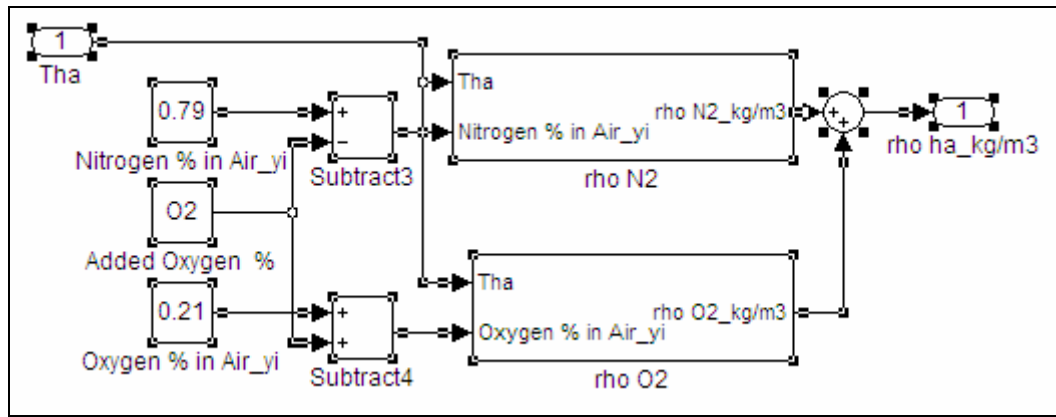 1
Tha
0.79
Nitrogen % in Air_yi
O2
Added Oxygen %
0.21
Oxygen % in Air_yi
+
−
Subtract3
+
+
Subtract4
Tha
Nitrogen % in Air_yi
rho N2_kg/m3
rho N2
Tha
Oxygen % in Air_yi
rho O2_kg/m3
rho O2
+
+
1
rho ha_kg/m3